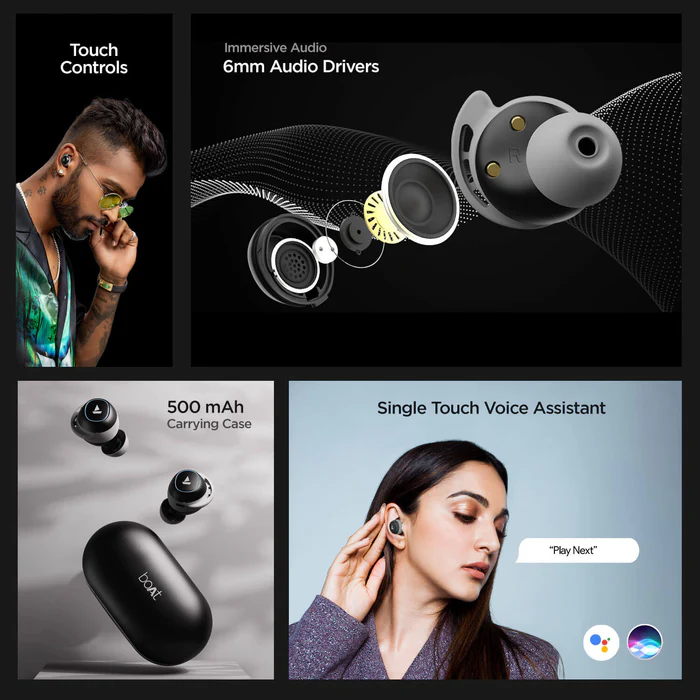 Touch
Controls
Immersive Audio
6mm Audio Drivers
R
500 mAh
Carrying Case
boAt
Single Touch Voice Assistant
“Play Next”